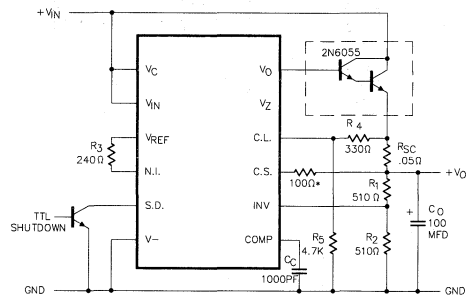 +VIN
2N6055
VC
VO
VIN
VZ
R4
330Ω
VREF
C.L.
R3
240Ω
RSC
.05Ω
N.I.
C.S.
100Ω*
+VO
R1
510 Ω
S.D.
INV
TTL
SHUTDOWN
CO
100
MFD
+
V-
COMP
R5
4.7K
R2
510Ω
CC
1000PF
GND
GND